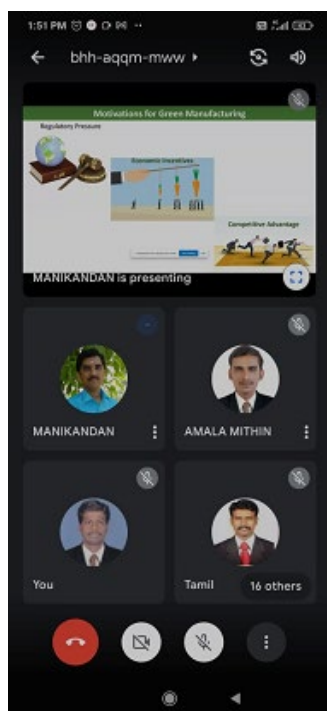 1:51 PM
bhh-aqqm-mww
Motivations for Green Manufacturing
Regulatory Pressure
Economic Incentives
Competitive Advantage
MANIKANDAN is presenting
MANIKANDAN
AMALA MITHIN
You
Tamil
16 others